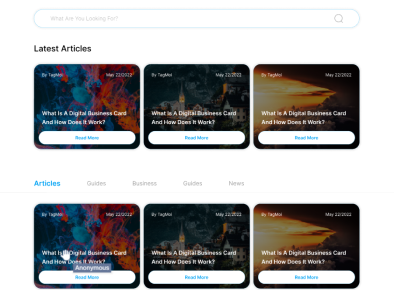 What Are You Looking For?
Latest Articles
By TagMoi May 22/2022
What Is A Digital Business Card
And How Does It Work?
Read More
By TagMoi May 22/2022
What Is A Digital Business Card
And How Does It Work?
Read More
By TagMoi May 22/2022
What Is A Digital Business Card
And How Does It Work?
Read More
Articles Guides Business Guides News
By TagMoi May 22/2022
What Is A Digital Business Card
And How Does It Work?
Anonymous
Read More
By TagMoi May 22/2022
What Is A Digital Business Card
And How Does It Work?
Read More
By TagMoi May 22/2022
What Is A Digital Business Card
And How Does It Work?
Read More